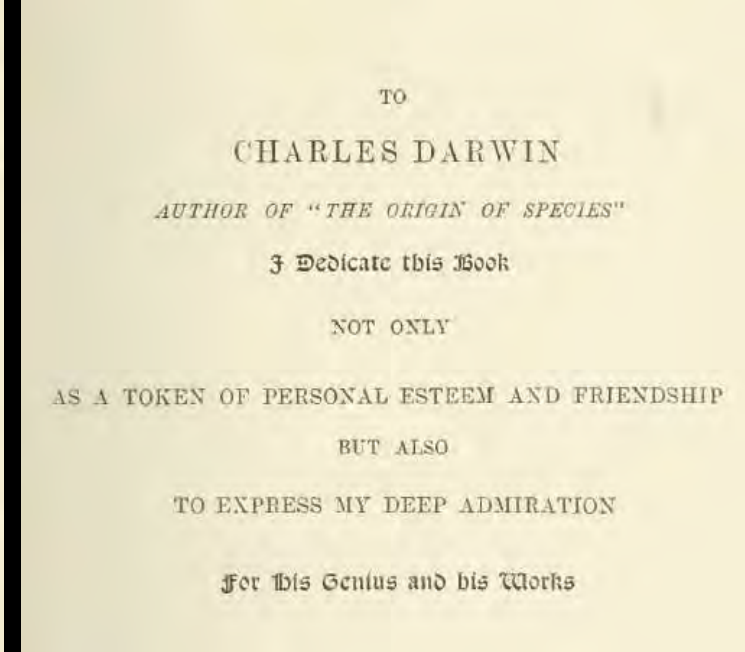 TO
CHARLES DARWIN
AUTHOR OF "THE ORIGIN OF SPECIES"
I Dedicate this Book
NOT ONLY
AS A TOKEN OF PERSONAL ESTEEM AND FRIENDSHIP
BUT ALSO
TO EXPRESS MY DEEP ADMIRATION
For His Genius and his Works